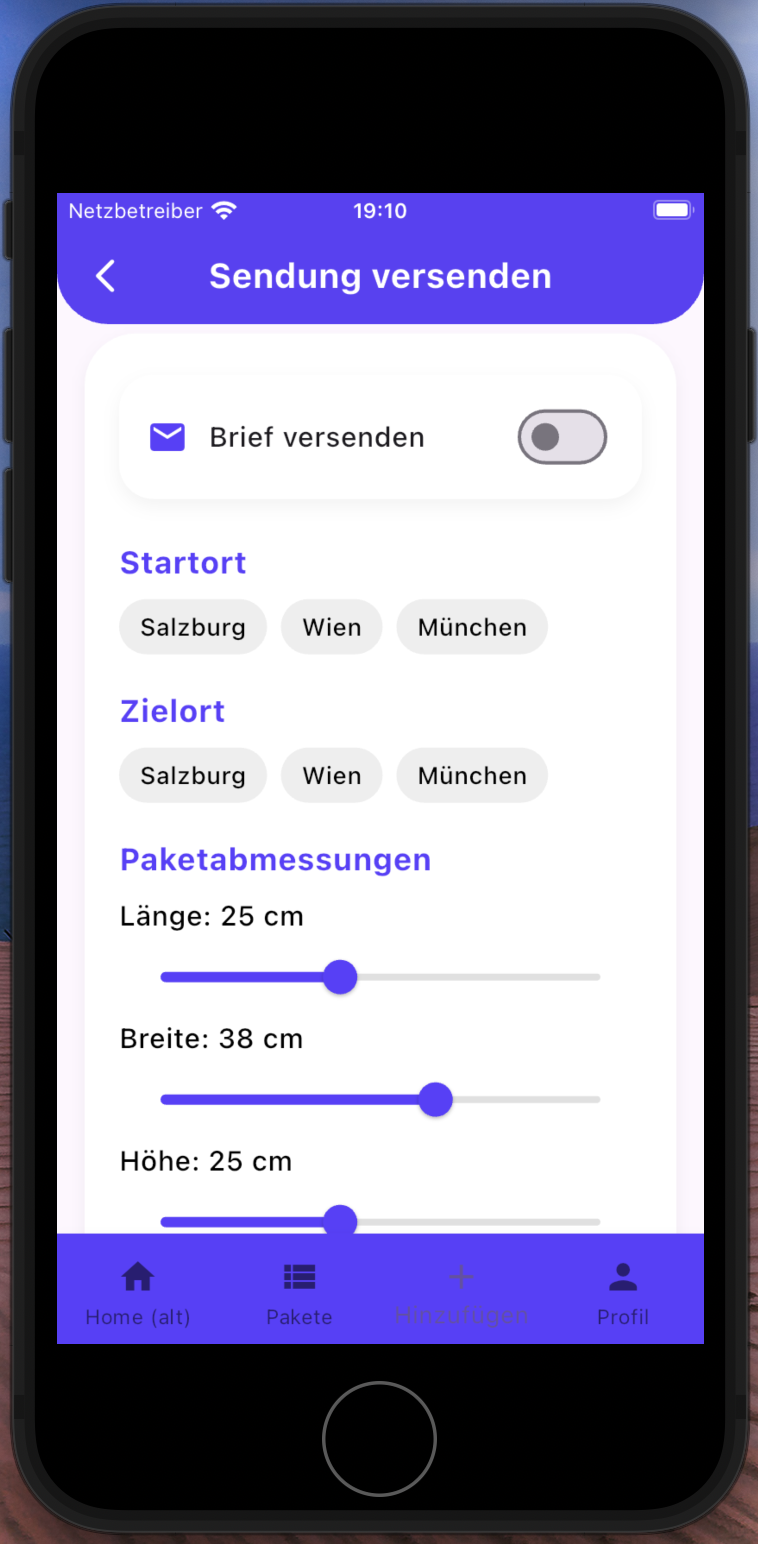 Netzbetreiber 19:10
Sendung versenden
Brief versenden
Startort
Salzburg Wien München
Zielort
Salzburg Wien München
Paketabmessungen
Länge: 25 cm
Breite: 38 cm
Höhe: 25 cm
Home (alt) Pakete Hinzufügen Profil